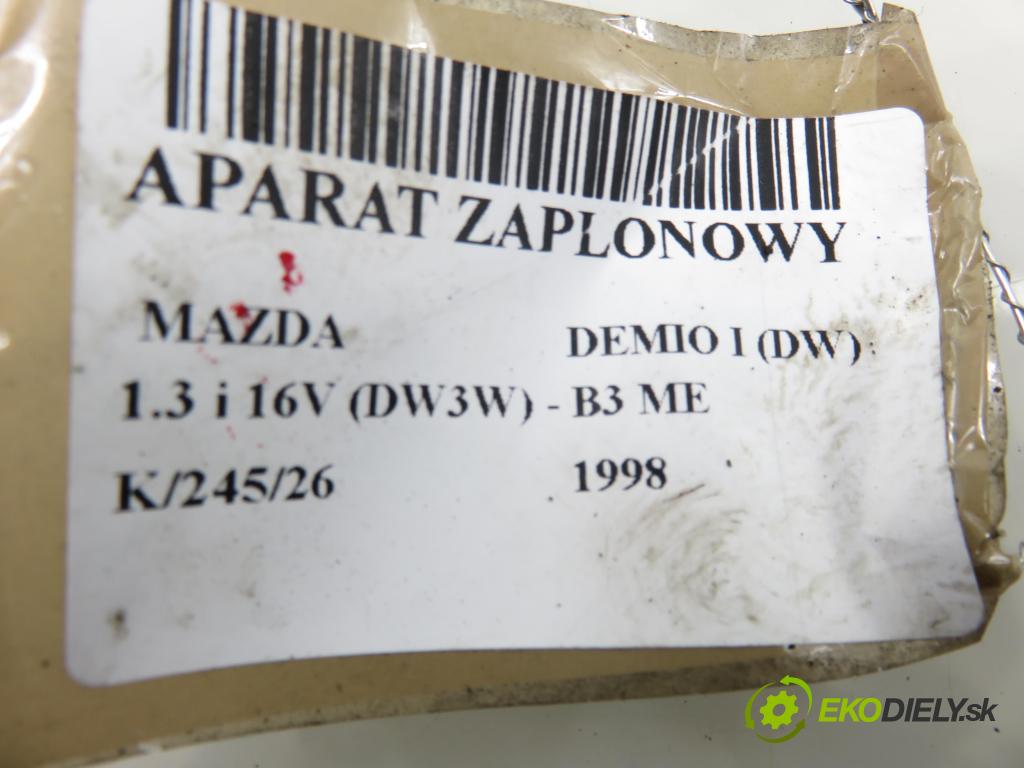 APARAT ZAPLONOWY
MAZDA DEMIO I (DW)
1.3 i 16V (DW3W) - B3 ME
K/245/26 1998
EKODIELY.sk